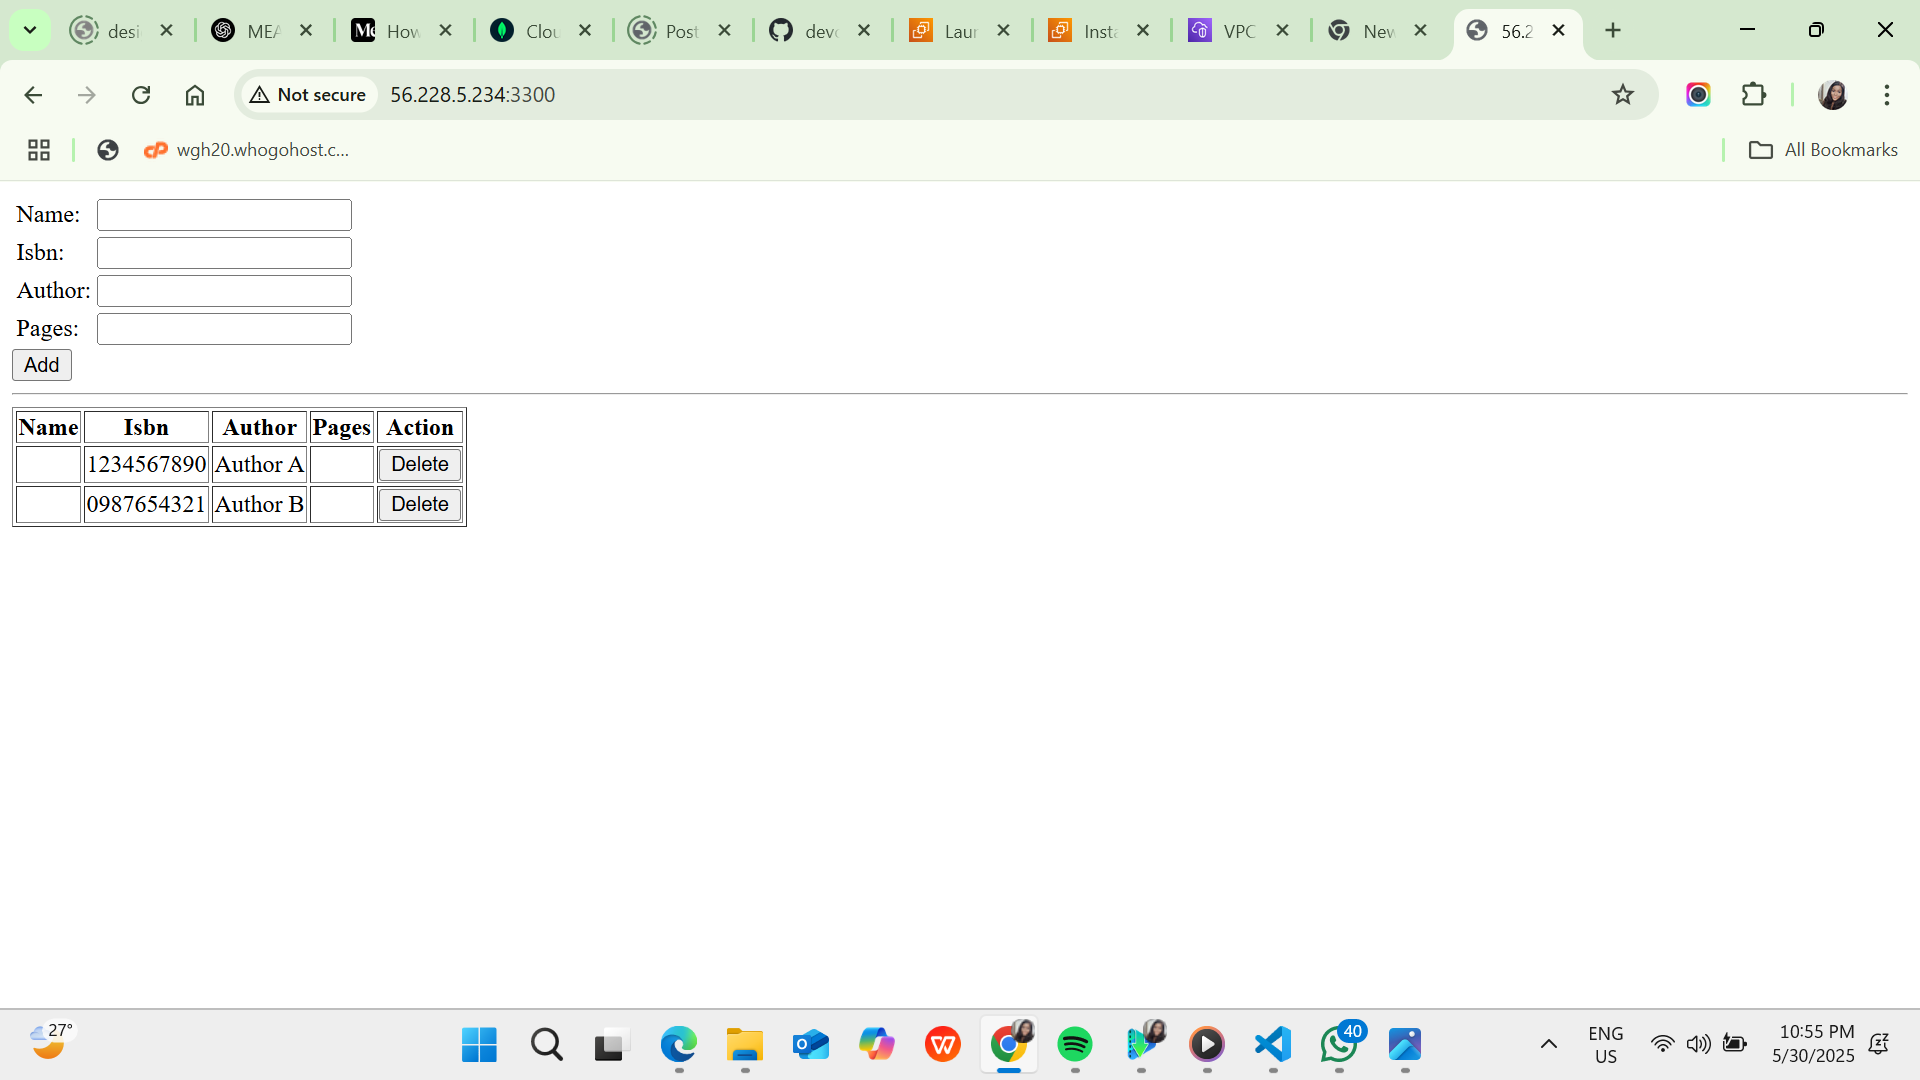 desi
MEA
How
Clou
Post
devo
Laun
Insta
VPC
New
56.2
Not secure 56.228.5.234:3300
wgh20.whogohost.c...
All Bookmarks
Name:
Isbn:
Author:
Pages:
Add
Name Isbn Author Pages Action
1234567890 Author A Delete
0987654321 Author B Delete
27°
40
ENG
US
10:55 PM
5/30/2025